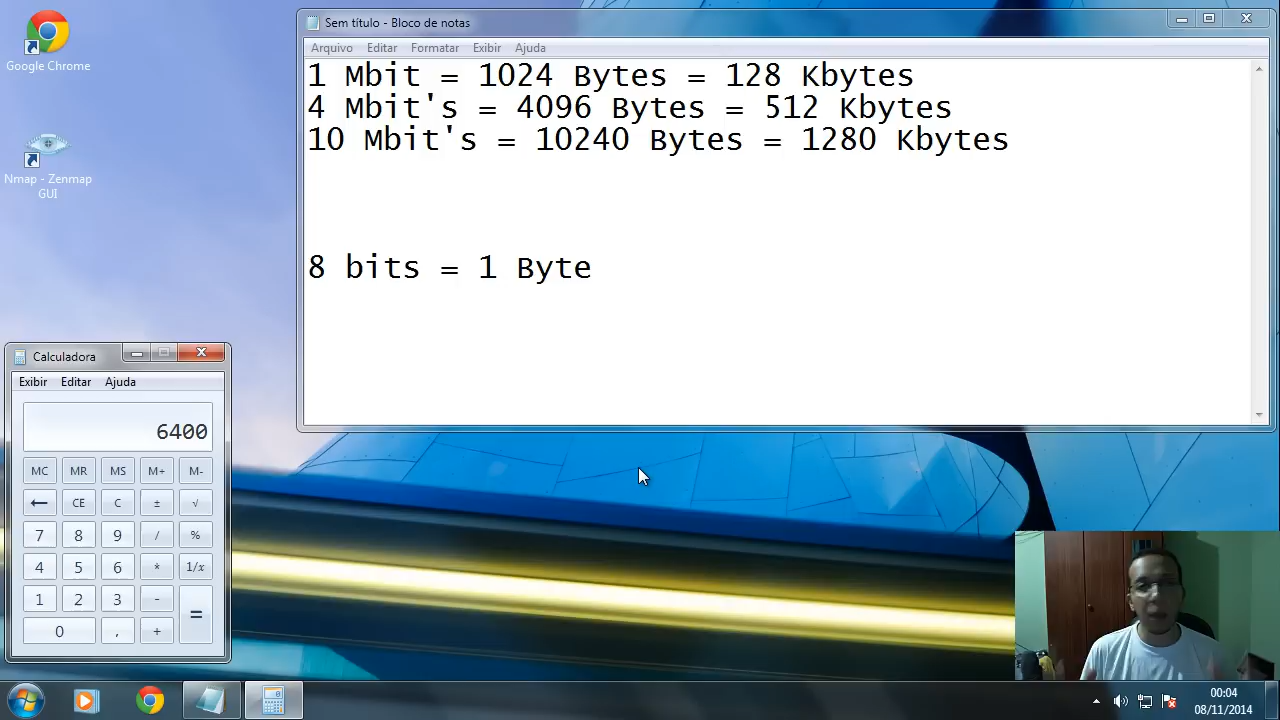 Google Chrome
Nmap - Zenmap
GUI
Sem título - Bloco de notas
Arquivo Editar Formatar Exibir Ajuda
1 Mbit = 1024 Bytes = 128 Kbytes
4 Mbit's = 4096 Bytes = 512 Kbytes
10 Mbit's = 10240 Bytes = 1280 Kbytes
8 bits = 1 Byte
Calculadora
Exibir Editar Ajuda
6400
MC MR MS M+ M-
← CE C ± √
7 8 9 / %
4 5 6 * 1/x
1 2 3 - =
0 , +
00:04
08/11/2014